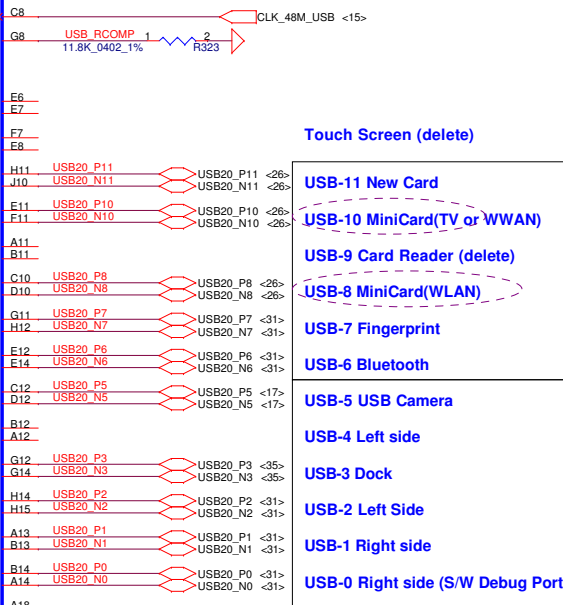 C8 CLK_48M_USB <15>
G8 USB_RCOMP 1 2
11.8K_0402_1% R323
E6
E7
F7
Touch Screen (delete)
E8
H11 USB20_P11 USB20_P11 <26>
J10 USB20_N11 USB20_N11 <26>
USB-11 New Card
E11 USB20_P10 USB20_P10 <26>
F11 USB20_N10 USB20_N10 <26>
USB-10 MiniCard(TV or WWAN)
A11
B11
USB-9 Card Reader (delete)
C10 USB20_P8 USB20_P8 <26>
D10 USB20_N8 USB20_N8 <26>
USB-8 MiniCard(WLAN)
G11 USB20_P7 USB20_P7 <31>
H12 USB20_N7 USB20_N7 <31>
USB-7 Fingerprint
E12 USB20_P6 USB20_P6 <31>
E14 USB20_N6 USB20_N6 <31>
USB-6 Bluetooth
C12 USB20_P5 USB20_P5 <17>
D12 USB20_N5 USB20_N5 <17>
USB-5 USB Camera
B12
A12
USB-4 Left side
G12 USB20_P3 USB20_P3 <35>
G14 USB20_N3 USB20_N3 <35>
USB-3 Dock
H14 USB20_P2 USB20_P2 <31>
H15 USB20_N2 USB20_N2 <31>
USB-2 Left Side
A13 USB20_P1 USB20_P1 <31>
B13 USB20_N1 USB20_N1 <31>
USB-1 Right side
B14 USB20_P0 USB20_P0 <31>
A14 USB20_N0 USB20_N0 <31>
USB-0 Right side (S/W Debug Port
A18